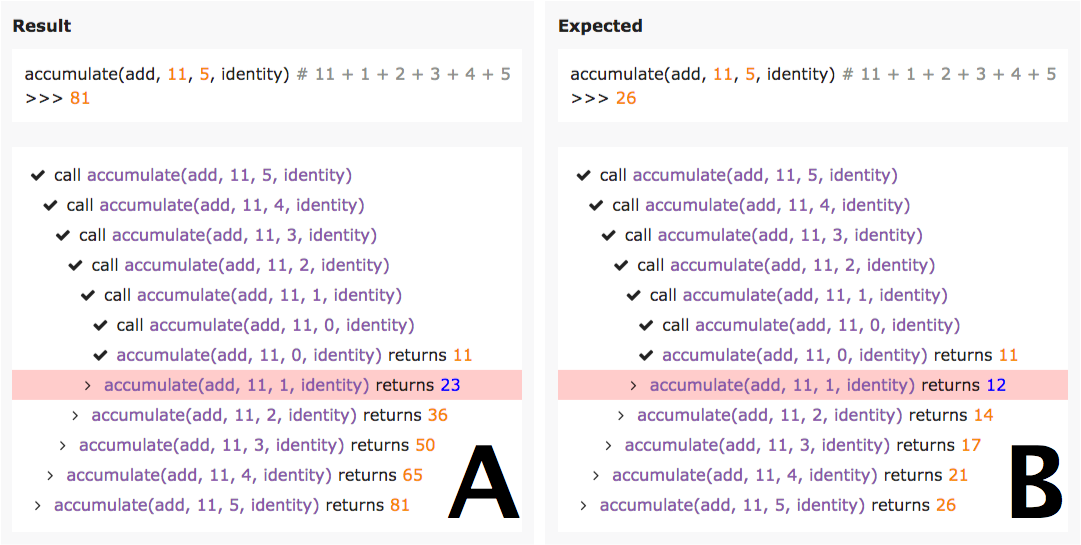 Result
accumulate(add, 11, 5, identity) # 11 + 1 + 2 + 3 + 4 + 5
>>> 81
call accumulate(add, 11, 5, identity)
call accumulate(add, 11, 4, identity)
call accumulate(add, 11, 3, identity)
call accumulate(add, 11, 2, identity)
call accumulate(add, 11, 1, identity)
call accumulate(add, 11, 0, identity)
accumulate(add, 11, 0, identity) returns 11
> accumulate(add, 11, 1, identity) returns 23
> accumulate(add, 11, 2, identity) returns 36
> accumulate(add, 11, 3, identity) returns 50
> accumulate(add, 11, 4, identity) returns 65
> accumulate(add, 11, 5, identity) returns 81
A
Expected
accumulate(add, 11, 5, identity) # 11 + 1 + 2 + 3 + 4 + 5
>>> 26
call accumulate(add, 11, 5, identity)
call accumulate(add, 11, 4, identity)
call accumulate(add, 11, 3, identity)
call accumulate(add, 11, 2, identity)
call accumulate(add, 11, 1, identity)
call accumulate(add, 11, 0, identity)
accumulate(add, 11, 0, identity) returns 11
> accumulate(add, 11, 1, identity) returns 12
> accumulate(add, 11, 2, identity) returns 14
> accumulate(add, 11, 3, identity) returns 17
> accumulate(add, 11, 4, identity) returns 21
> accumulate(add, 11, 5, identity) returns 26
B